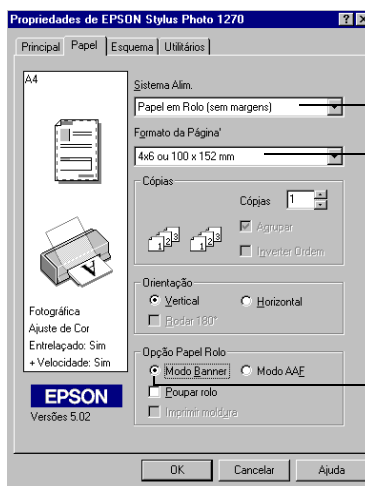 Propriedades de EPSON Stylus Photo 1270
Principal Papel Esquema Utilitários
A4
Sistema Alim.
Papel em Rolo (sem margens)
Formato da Página'
4x6 ou 100 x 152 mm
Cópias
Cópias 1
Agrupar
Inverter Ordem
Orientação
Vertical Horizontal
Rodar 180°
Fotográfica
Ajuste de Cor
Entrelaçado: Sim
+ Velocidade: Sim
Opção Papel Rolo
Modo Banner Modo AAF
Poupar rolo
Imprimir moldura
EPSON
Versões 5.02
OK Cancelar Ajuda